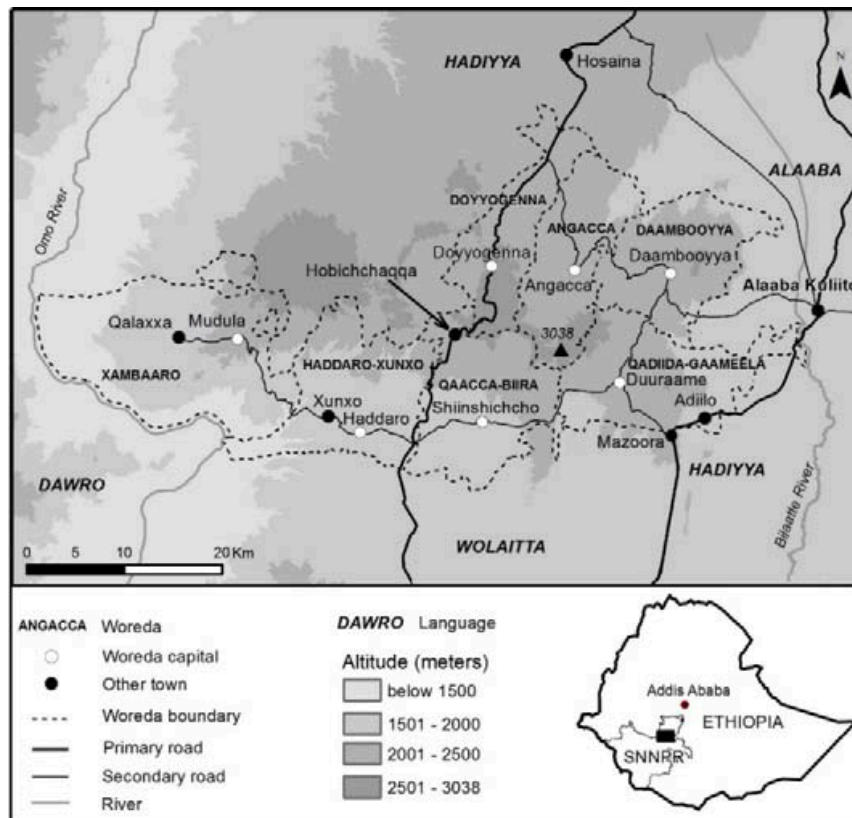 HADIYYA
Hosaina
N
ALAABA
Omo River
DOYYOGENNA
ANGACCA
DAAMBOOYYA
Doyyogenna
Daambooyya
Hobichchaqqa
Angacca
Alaaba Kuliito
3038
Qalaxxa
Mudula
HADDARO-XUNXO
QADIIDA-GAAMEELA
XAMBAARO
QAACCA-BIIRA
Duuraame
Xunxo
Adiilo
Shiinshichcho
Haddaro
Mazoora
HADIYYA
DAWRO
Bilaatte River
WOLAITTA
0 5 10 20 Km
ANGACCA Woreda
Woreda capital
Other town
Woreda boundary
Primary road
Secondary road
River
DAWRO Language
Altitude (meters)
below 1500
1501 - 2000
2001 - 2500
2501 - 3038
Addis Ababa
ETHIOPIA
SNNPR